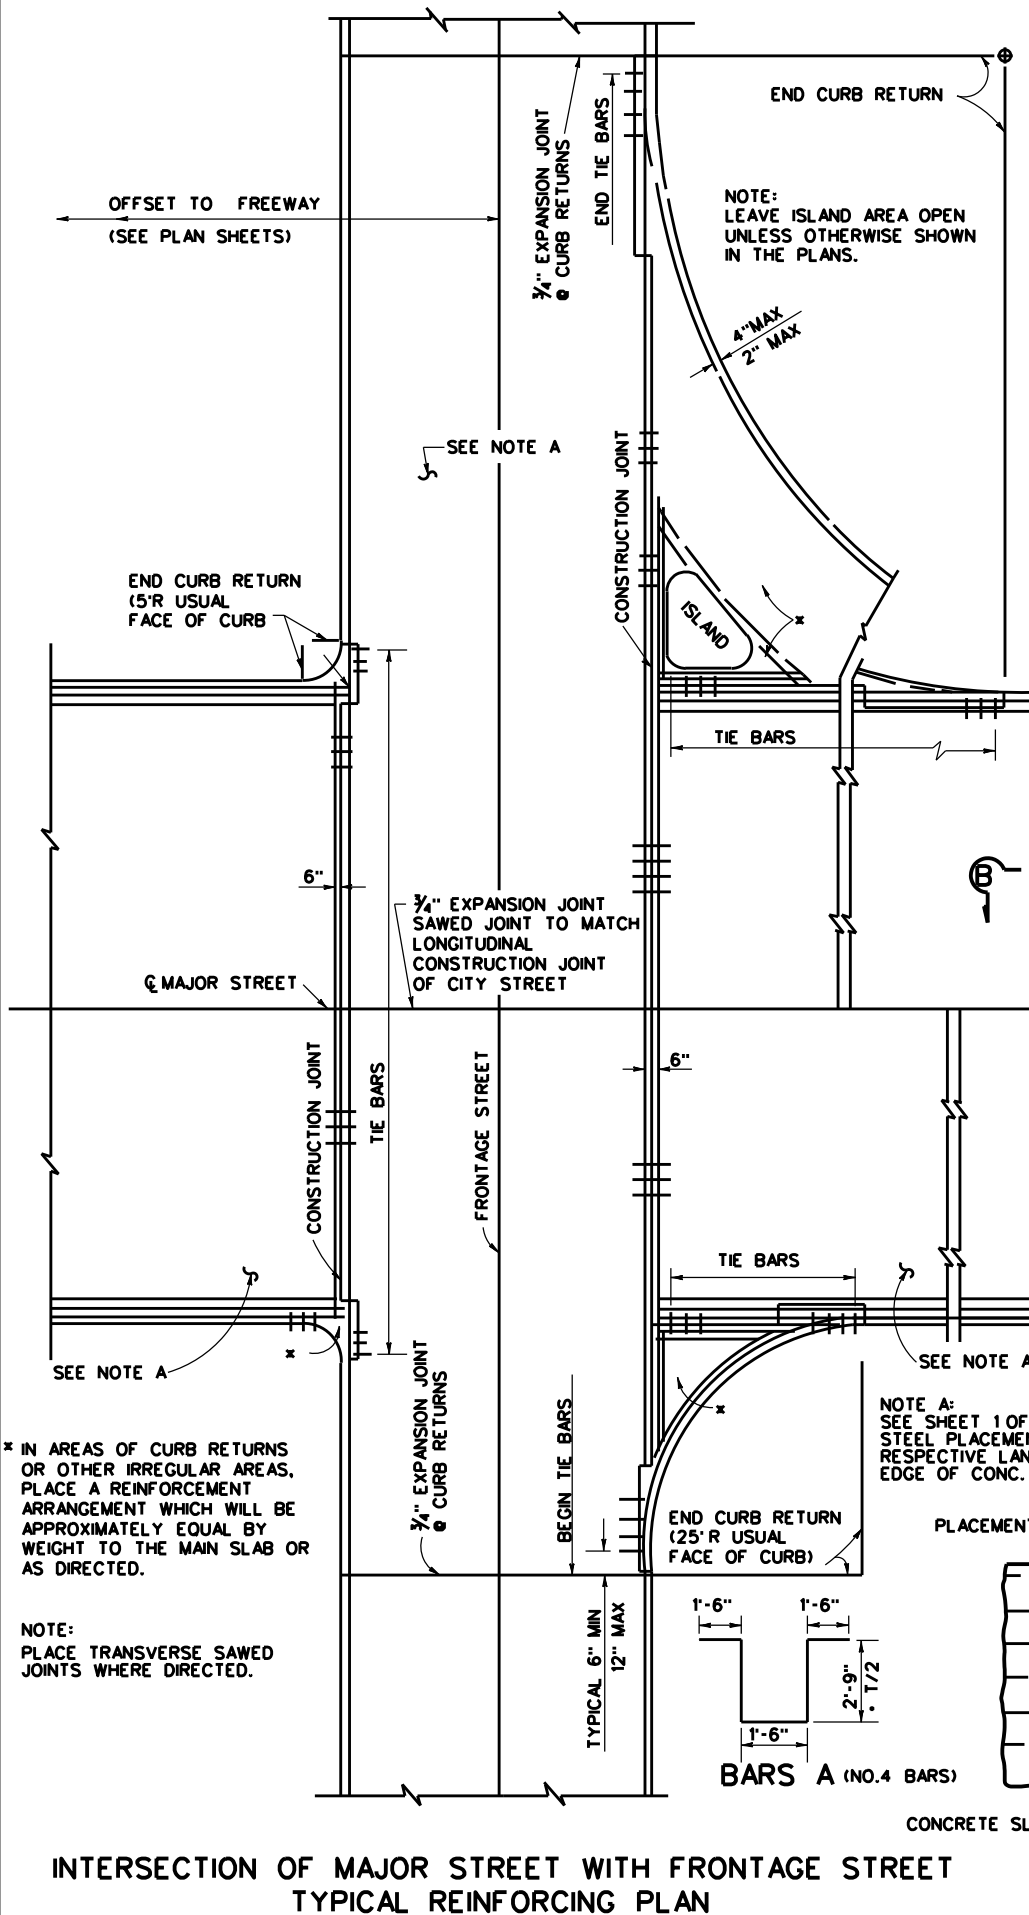 END CURB RETURN
3/4" EXPANSION JOINT
@ CURB RETURNS
END TIE BARS
OFFSET TO FREEWAY
(SEE PLAN SHEETS)
NOTE:
LEAVE ISLAND AREA OPEN
UNLESS OTHERWISE SHOWN
IN THE PLANS.
4" MAX
2" MAX
SEE NOTE A
CONSTRUCTION JOINT
END CURB RETURN
(5'R USUAL
FACE OF CURB
ISLAND
*
TIE BARS
6"
B
3/4" EXPANSION JOINT
SAWED JOINT TO MATCH
LONGITUDINAL
CONSTRUCTION JOINT
OF CITY STREET
℄ MAJOR STREET
CONSTRUCTION JOINT
TIE BARS
FRONTAGE STREET
6"
TIE BARS
SEE NOTE A
*
SEE NOTE A
3/4" EXPANSION JOINT
@ CURB RETURNS
BEGIN TIE BARS
*
NOTE A:
SEE SHEET 1 OF
STEEL PLACEMEN
RESPECTIVE LAN
EDGE OF CONC.
* IN AREAS OF CURB RETURNS
OR OTHER IRREGULAR AREAS,
PLACE A REINFORCEMENT
ARRANGEMENT WHICH WILL BE
APPROXIMATELY EQUAL BY
WEIGHT TO THE MAIN SLAB OR
AS DIRECTED.
END CURB RETURN
(25' R USUAL
FACE OF CURB)
PLACEMENT
NOTE:
PLACE TRANSVERSE SAWED
JOINTS WHERE DIRECTED.
TYPICAL 6" MIN
12" MAX
1'-6"
1'-6"
2'-9"
• T/2
1'-6"
BARS A (NO.4 BARS)
CONCRETE SL
INTERSECTION OF MAJOR STREET WITH FRONTAGE STREET
TYPICAL REINFORCING PLAN